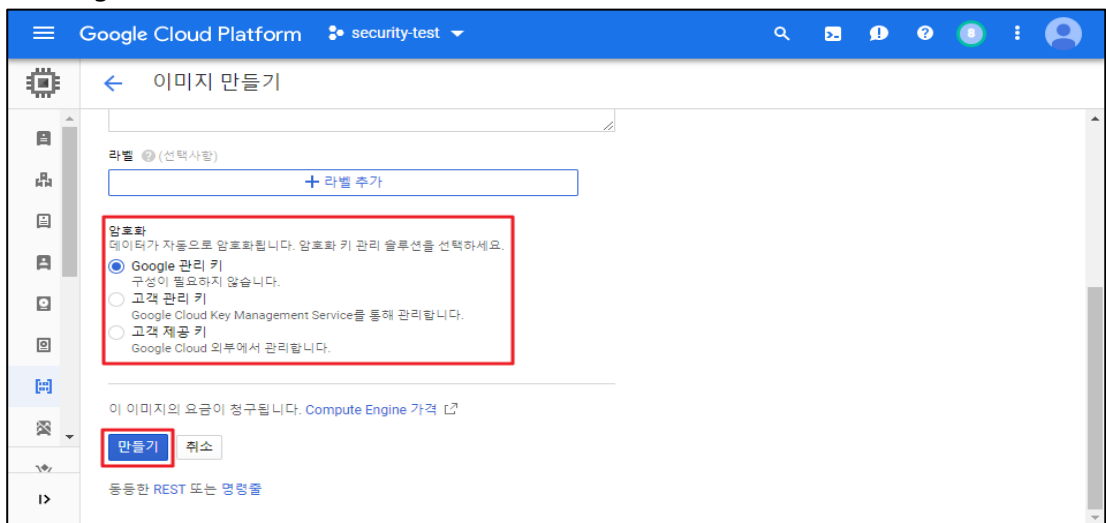 Google Cloud Platform security-test
8
이미지 만들기
라벨 (선택사항)
+ 라벨 추가
암호화
데이터가 자동으로 암호화됩니다. 암호화 키 관리 솔루션을 선택하세요.
Google 관리 키
구성이 필요하지 않습니다.
고객 관리 키
Google Cloud Key Management Service를 통해 관리합니다.
고객 제공 키
Google Cloud 외부에서 관리합니다.
이 이미지의 요금이 청구됩니다. Compute Engine 가격
만들기 취소
동등한 REST 또는 명령줄